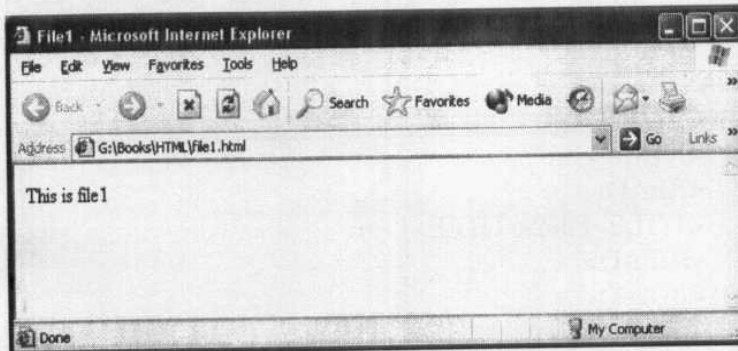 File1 - Microsoft Internet Explorer
File Edit View Favorites Tools Help
Back Search Favorites Media
Address G:\Books\HTML\file1.html Go Links
This is file1
Done My Computer